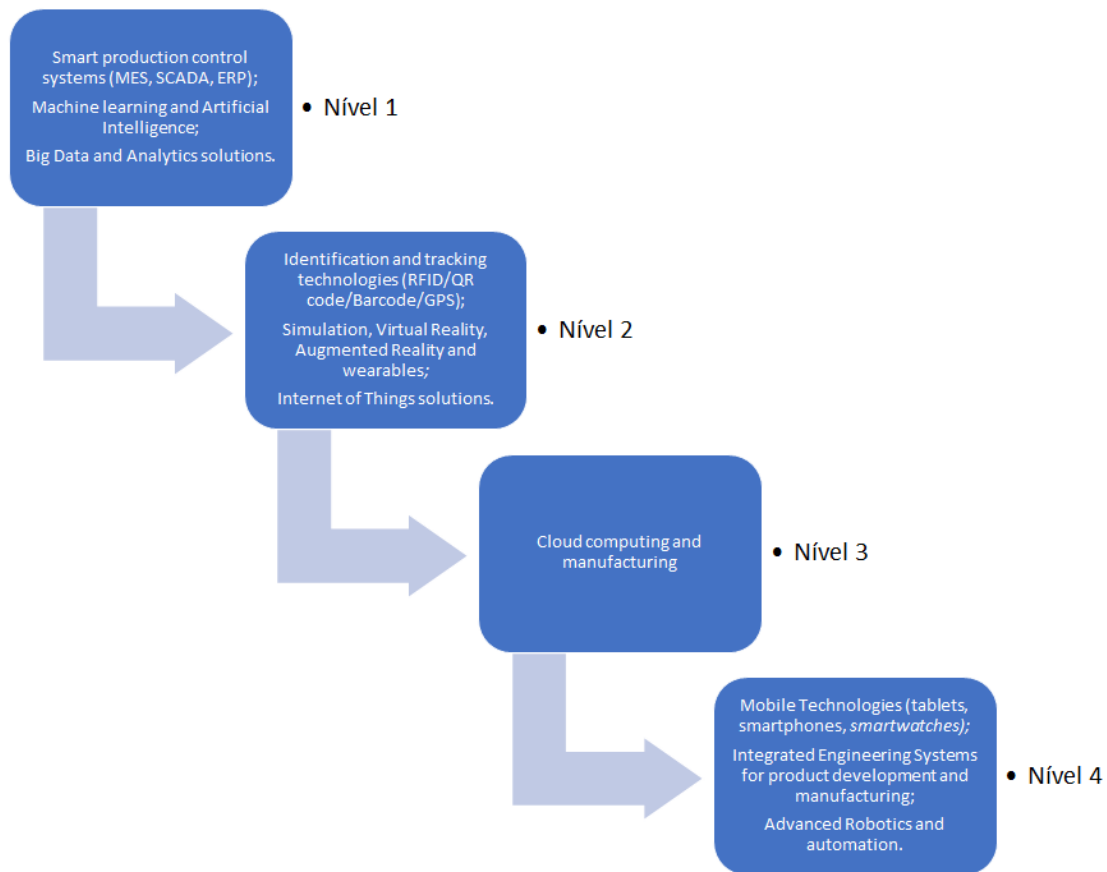 Smart production control
systems (MES, SCADA, ERP);
Machine learning and Artificial
Intelligence;
Big Data and Analytics solutions.
• Nível 1
Identification and tracking
technologies (RFID/QR
code/Barcode/GPS);
Simulation, Virtual Reality,
Augmented Reality and
wearables;
Internet of Things solutions.
• Nível 2
Cloud computing and
manufacturing
• Nível 3
Mobile Technologies (tablets,
smartphones, smartwatches);
Integrated Engineering Systems
for product development and
manufacturing;
Advanced Robotics and
automation.
• Nível 4